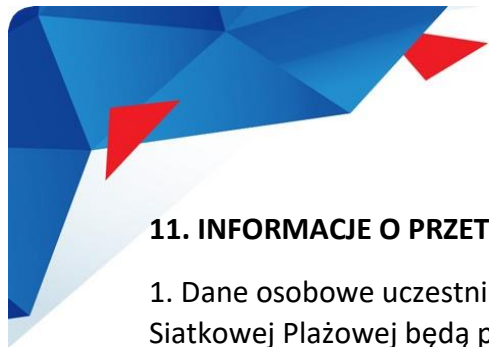 11. INFORMACJE O PRZET
1. Dane osobowe uczestni
Siatkowej Plażowej będą p